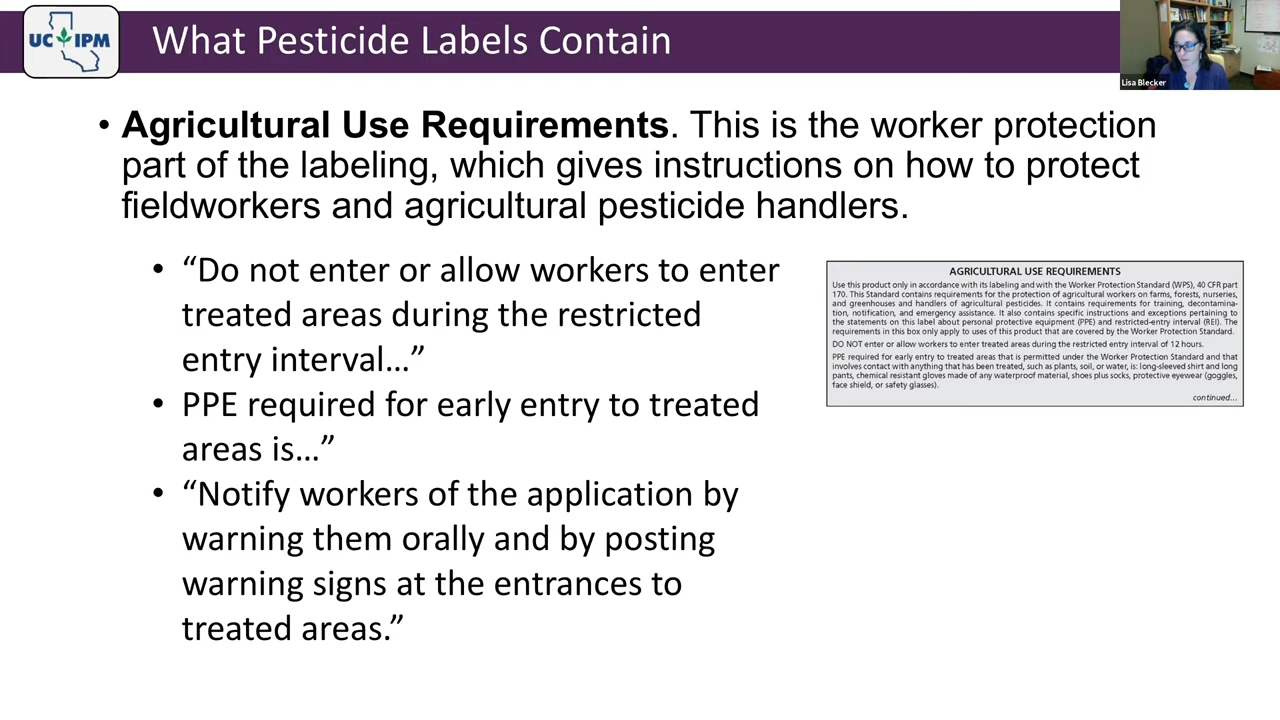 UC IPM
What Pesticide Labels Contain
Lisa Blecker
• Agricultural Use Requirements. This is the worker protection
part of the labeling, which gives instructions on how to protect
fieldworkers and agricultural pesticide handlers.
• “Do not enter or allow workers to enter
treated areas during the restricted
entry interval…”
• PPE required for early entry to treated
areas is…”
• “Notify workers of the application by
warning them orally and by posting
warning signs at the entrances to
treated areas.”
AGRICULTURAL USE REQUIREMENTS
Use this product only in accordance with its labeling and with the Worker Protection Standard (WPS), 40 CFR part
170. This Standard contains requirements for the protection of agricultural workers on farms, forests, nurseries,
and greenhouses and handlers of agricultural pesticides. It contains requirements for training, decontamina-
tion, notification, and emergency assistance. It also contains specific instructions and exceptions pertaining to
the statements on this label about personal protective equipment (PPE) and restricted-entry interval (REI). The
requirements in this box only apply to uses of this product that are covered by the Worker Protection Standard.
DO NOT enter or allow workers to enter treated areas during the restricted entry interval of 12 hours.
PPE required for early entry to treated areas that is permitted under the Worker Protection Standard and that
involves contact with anything that has been treated, such as plants, soil, or water, is: long-sleeved shirt and long
pants, chemical resistant gloves made of any waterproof material, shoes plus socks, protective eyewear (goggles,
face shield, or safety glasses).
continued...